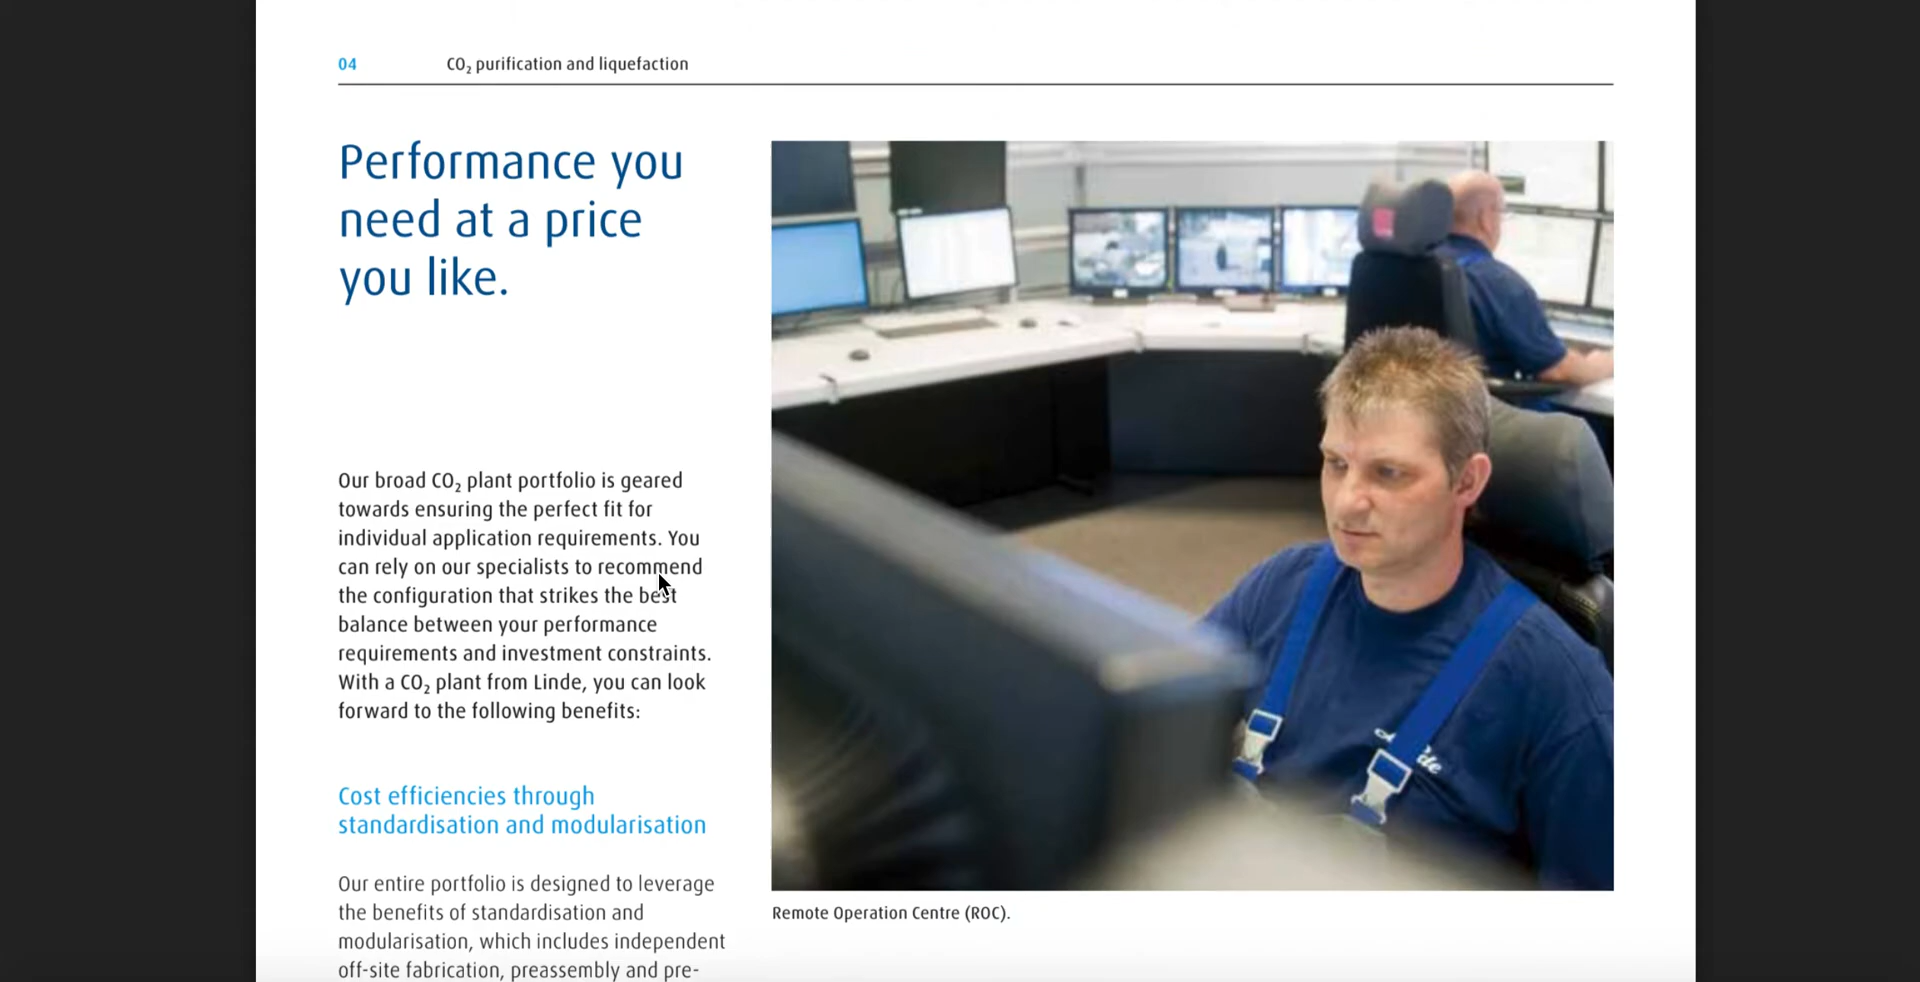 04 CO₂ purification and liquefaction
Performance you
need at a price
you like.
Our broad CO₂ plant portfolio is geared
towards ensuring the perfect fit for
individual application requirements. You
can rely on our specialists to recommend
the configuration that strikes the best
balance between your performance
requirements and investment constraints.
With a CO₂ plant from Linde, you can look
forward to the following benefits:
Cost efficiencies through
standardisation and modularisation
Our entire portfolio is designed to leverage
the benefits of standardisation and
modularisation, which includes independent
off-site fabrication, preassembly and pre-
Remote Operation Centre (ROC).